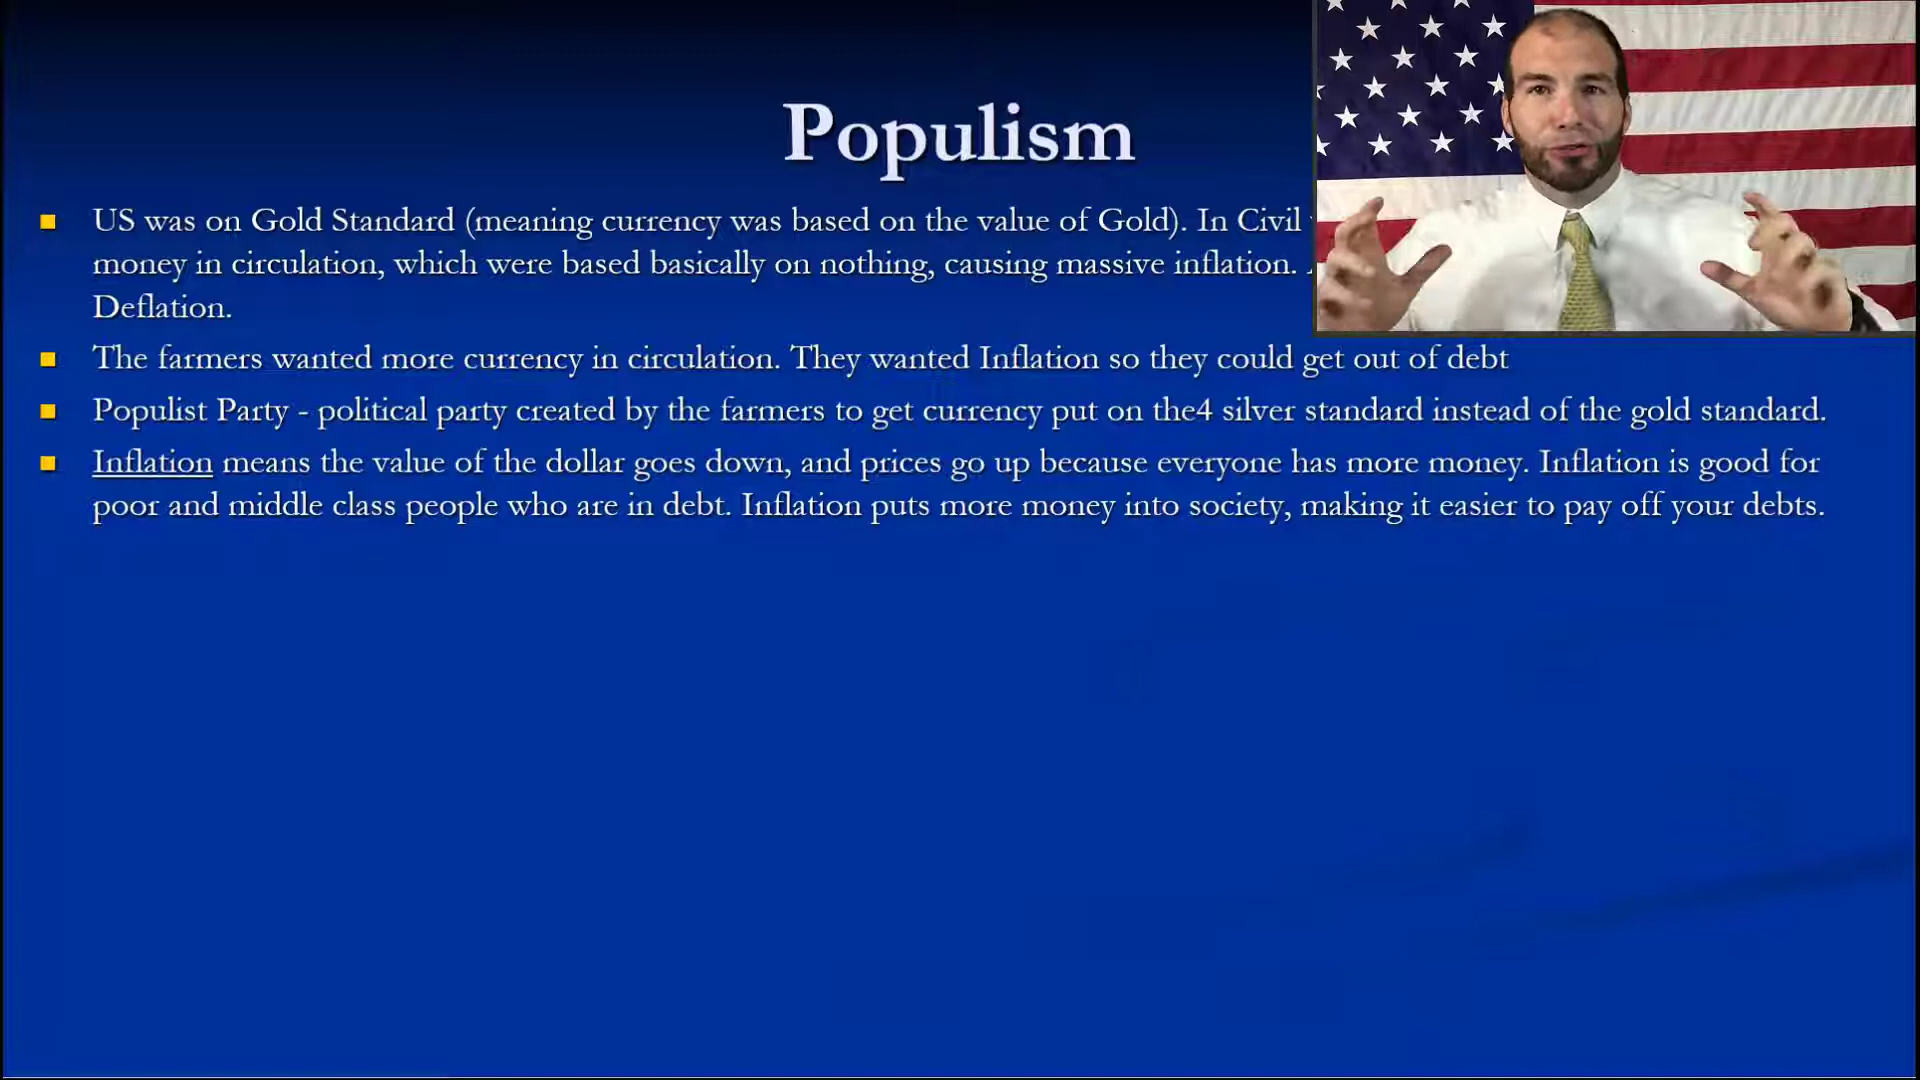 Populism
US was on Gold Standard (meaning currency was based on the value of Gold). In Civil
money in circulation, which were based basically on nothing, causing massive inflation.
Deflation.
The farmers wanted more currency in circulation. They wanted Inflation so they could get out of debt
Populist Party - political party created by the farmers to get currency put on the4 silver standard instead of the gold standard.
Inflation means the value of the dollar goes down, and prices go up because everyone has more money. Inflation is good for
poor and middle class people who are in debt. Inflation puts more money into society, making it easier to pay off your debts.